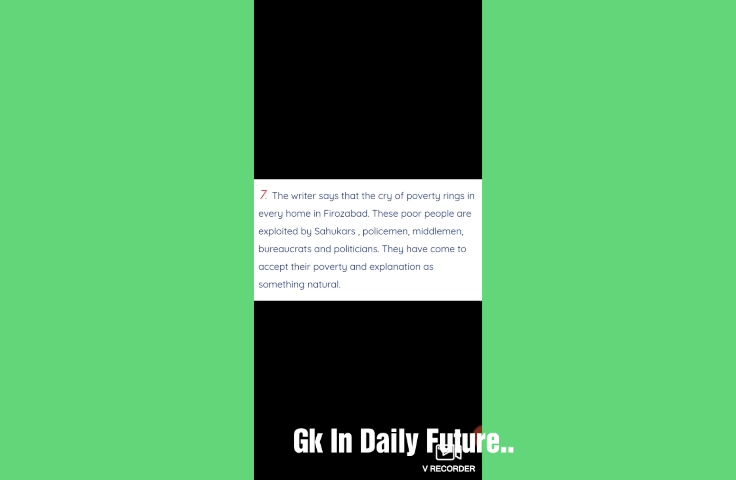 7. The writer says that the cry of poverty rings in
every home in Firozabad. These poor people are
exploited by Sahukars , policemen, middlemen,
bureaucrats and politicians. They have come to
accept their poverty and explanation as
something natural.
Gk In Daily Future..
V RECORDER